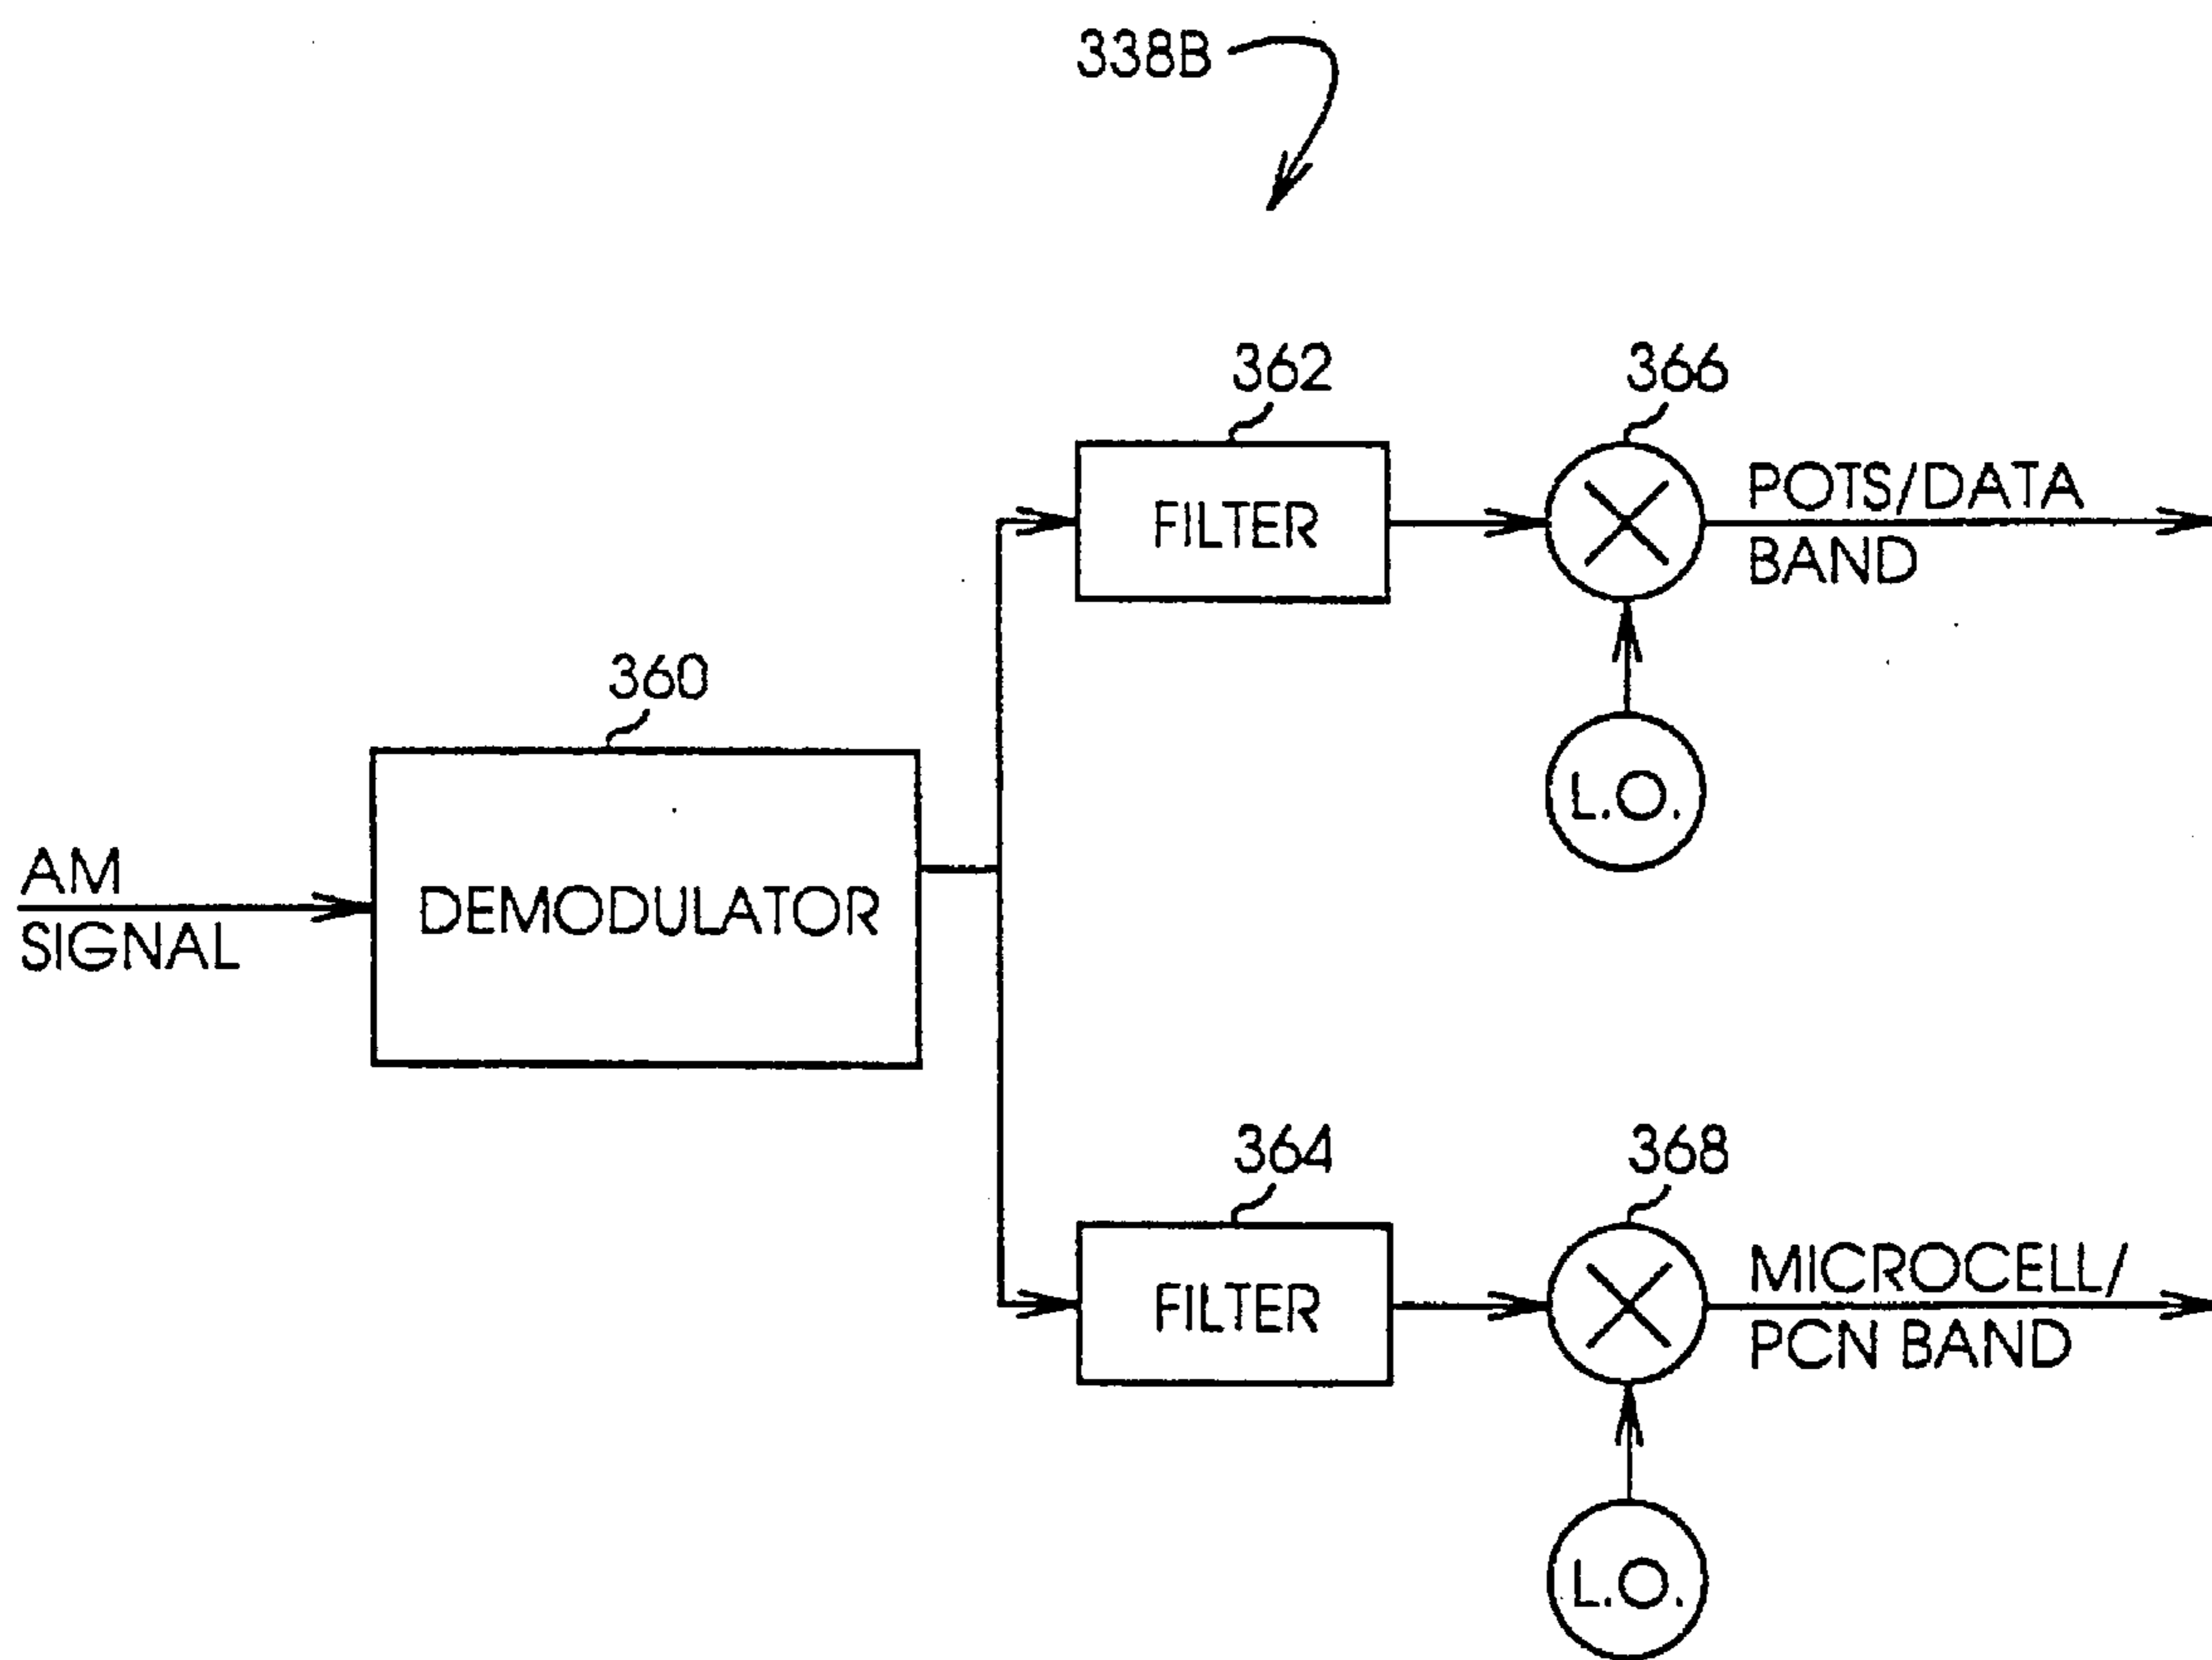 338B
362
366
FILTER
POTS/DATA
BAND
360
L.O.
AM
SIGNAL
DEMODULATOR
364
368
FILTER
MICROCELL/
PCN BAND
L.O.